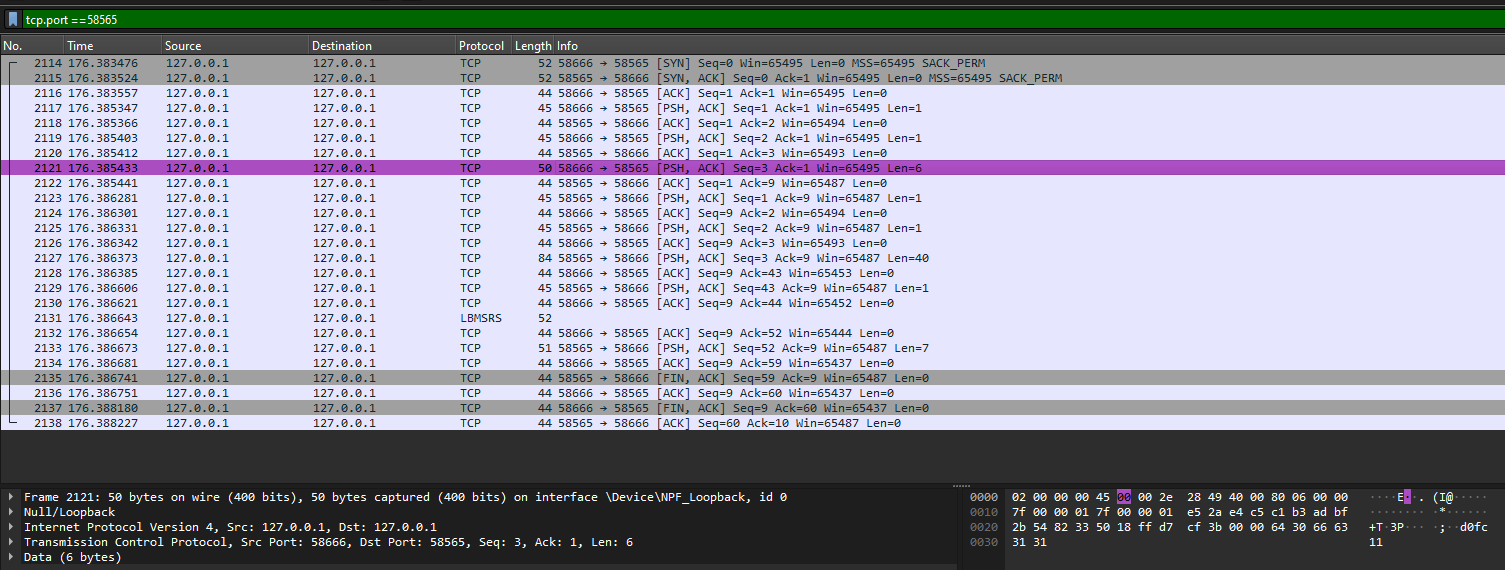 tcp.port ==58565
No. Time Source Destination Protocol Length Info
2114 176.383476 127.0.0.1 127.0.0.1 TCP 52 58666 → 58565 [SYN] Seq=0 Win=65495 Len=0 MSS=65495 SACK_PERM
2115 176.383524 127.0.0.1 127.0.0.1 TCP 52 58565 → 58666 [SYN, ACK] Seq=0 Ack=1 Win=65495 Len=0 MSS=65495 SACK_PERM
2116 176.383557 127.0.0.1 127.0.0.1 TCP 44 58666 → 58565 [ACK] Seq=1 Ack=1 Win=65495 Len=0
2117 176.385347 127.0.0.1 127.0.0.1 TCP 45 58666 → 58565 [PSH, ACK] Seq=1 Ack=1 Win=65495 Len=1
2118 176.385366 127.0.0.1 127.0.0.1 TCP 44 58565 → 58666 [ACK] Seq=1 Ack=2 Win=65494 Len=0
2119 176.385403 127.0.0.1 127.0.0.1 TCP 45 58666 → 58565 [PSH, ACK] Seq=2 Ack=1 Win=65495 Len=1
2120 176.385412 127.0.0.1 127.0.0.1 TCP 44 58565 → 58666 [ACK] Seq=1 Ack=3 Win=65493 Len=0
2121 176.385433 127.0.0.1 127.0.0.1 TCP 50 58666 → 58565 [PSH, ACK] Seq=3 Ack=1 Win=65495 Len=6
2122 176.385441 127.0.0.1 127.0.0.1 TCP 44 58565 → 58666 [ACK] Seq=1 Ack=9 Win=65487 Len=0
2123 176.386281 127.0.0.1 127.0.0.1 TCP 45 58565 → 58666 [PSH, ACK] Seq=1 Ack=9 Win=65487 Len=1
2124 176.386301 127.0.0.1 127.0.0.1 TCP 44 58666 → 58565 [ACK] Seq=9 Ack=2 Win=65494 Len=0
2125 176.386331 127.0.0.1 127.0.0.1 TCP 45 58565 → 58666 [PSH, ACK] Seq=2 Ack=9 Win=65487 Len=1
2126 176.386342 127.0.0.1 127.0.0.1 TCP 44 58666 → 58565 [ACK] Seq=9 Ack=3 Win=65493 Len=0
2127 176.386373 127.0.0.1 127.0.0.1 TCP 84 58565 → 58666 [PSH, ACK] Seq=3 Ack=9 Win=65487 Len=40
2128 176.386385 127.0.0.1 127.0.0.1 TCP 44 58666 → 58565 [ACK] Seq=9 Ack=43 Win=65453 Len=0
2129 176.386606 127.0.0.1 127.0.0.1 TCP 45 58565 → 58666 [PSH, ACK] Seq=43 Ack=9 Win=65487 Len=1
2130 176.386621 127.0.0.1 127.0.0.1 TCP 44 58666 → 58565 [ACK] Seq=9 Ack=44 Win=65452 Len=0
2131 176.386643 127.0.0.1 127.0.0.1 LBMSRS 52
2132 176.386654 127.0.0.1 127.0.0.1 TCP 44 58666 → 58565 [ACK] Seq=9 Ack=52 Win=65444 Len=0
2133 176.386673 127.0.0.1 127.0.0.1 TCP 51 58565 → 58666 [PSH, ACK] Seq=52 Ack=9 Win=65487 Len=7
2134 176.386681 127.0.0.1 127.0.0.1 TCP 44 58666 → 58565 [ACK] Seq=9 Ack=59 Win=65437 Len=0
2135 176.386741 127.0.0.1 127.0.0.1 TCP 44 58565 → 58666 [FIN, ACK] Seq=59 Ack=9 Win=65487 Len=0
2136 176.386751 127.0.0.1 127.0.0.1 TCP 44 58666 → 58565 [ACK] Seq=9 Ack=60 Win=65437 Len=0
2137 176.388180 127.0.0.1 127.0.0.1 TCP 44 58666 → 58565 [FIN, ACK] Seq=9 Ack=60 Win=65437 Len=0
2138 176.388227 127.0.0.1 127.0.0.1 TCP 44 58565 → 58666 [ACK] Seq=60 Ack=10 Win=65487 Len=0
Frame 2121: 50 bytes on wire (400 bits), 50 bytes captured (400 bits) on interface \Device\NPF_Loopback, id 0
Null/Loopback
Internet Protocol Version 4, Src: 127.0.0.1, Dst: 127.0.0.1
Transmission Control Protocol, Src Port: 58666, Dst Port: 58565, Seq: 3, Ack: 1, Len: 6
Data (6 bytes)
0000 02 00 00 00 45 00 00 2e 28 49 40 00 80 06 00 00 ····E··. (I@·····
0010 7f 00 00 01 7f 00 00 01 e5 2a e4 c5 c1 b3 ad bf ········ ·*······
0020 2b 54 82 33 50 18 ff d7 cf 3b 00 00 64 30 66 63 +T·3P··· ·;··d0fc
0030 31 31 11